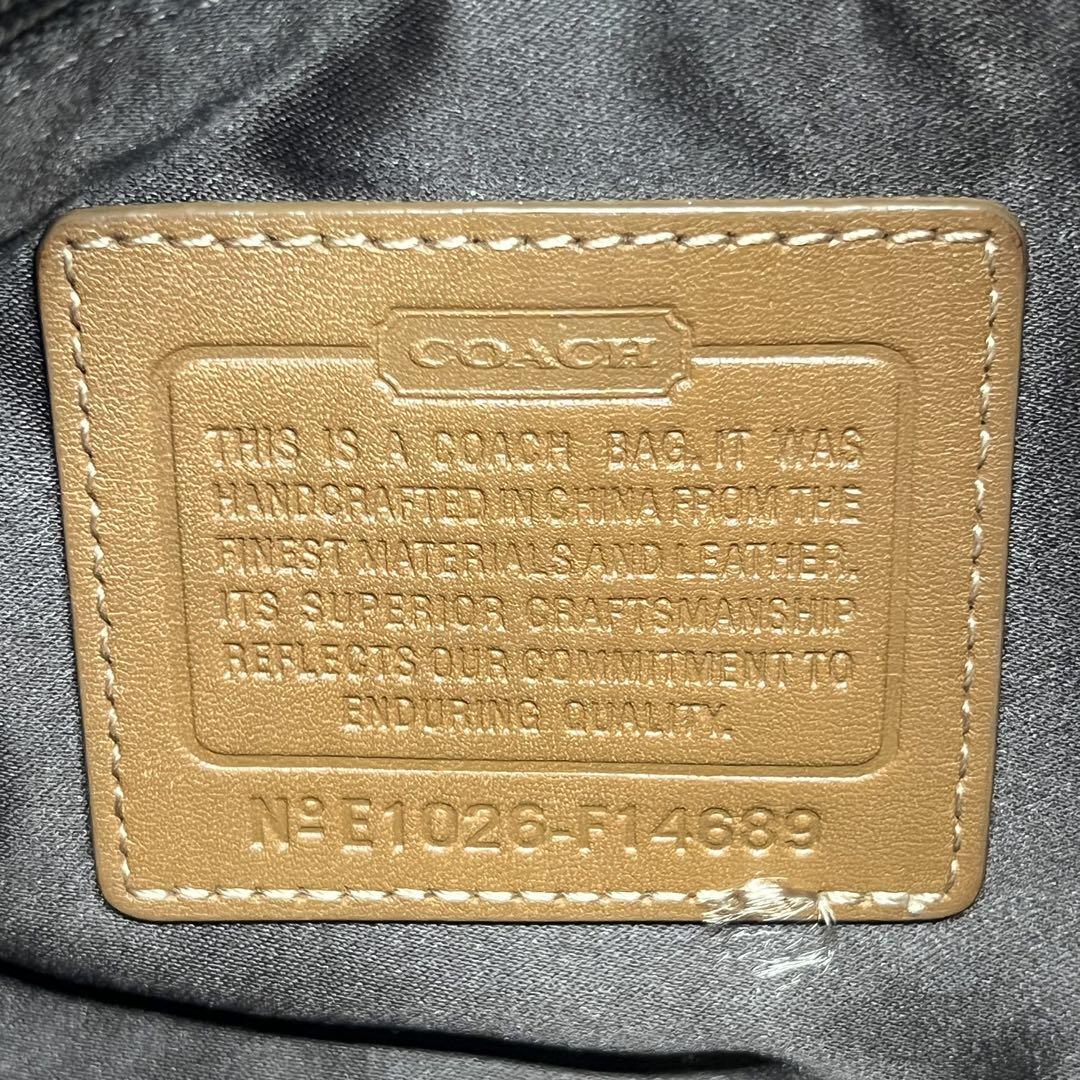 COACH
THIS IS A COACH BAG. IT WAS
HANDCRAFTED IN CHINA FROM THE
FINEST MATERIALS AND LEATHER.
ITS SUPERIOR CRAFTSMANSHIP
REFLECTS OUR COMMITMENT TO
ENDURING QUALITY.
Nº E1026-F14689